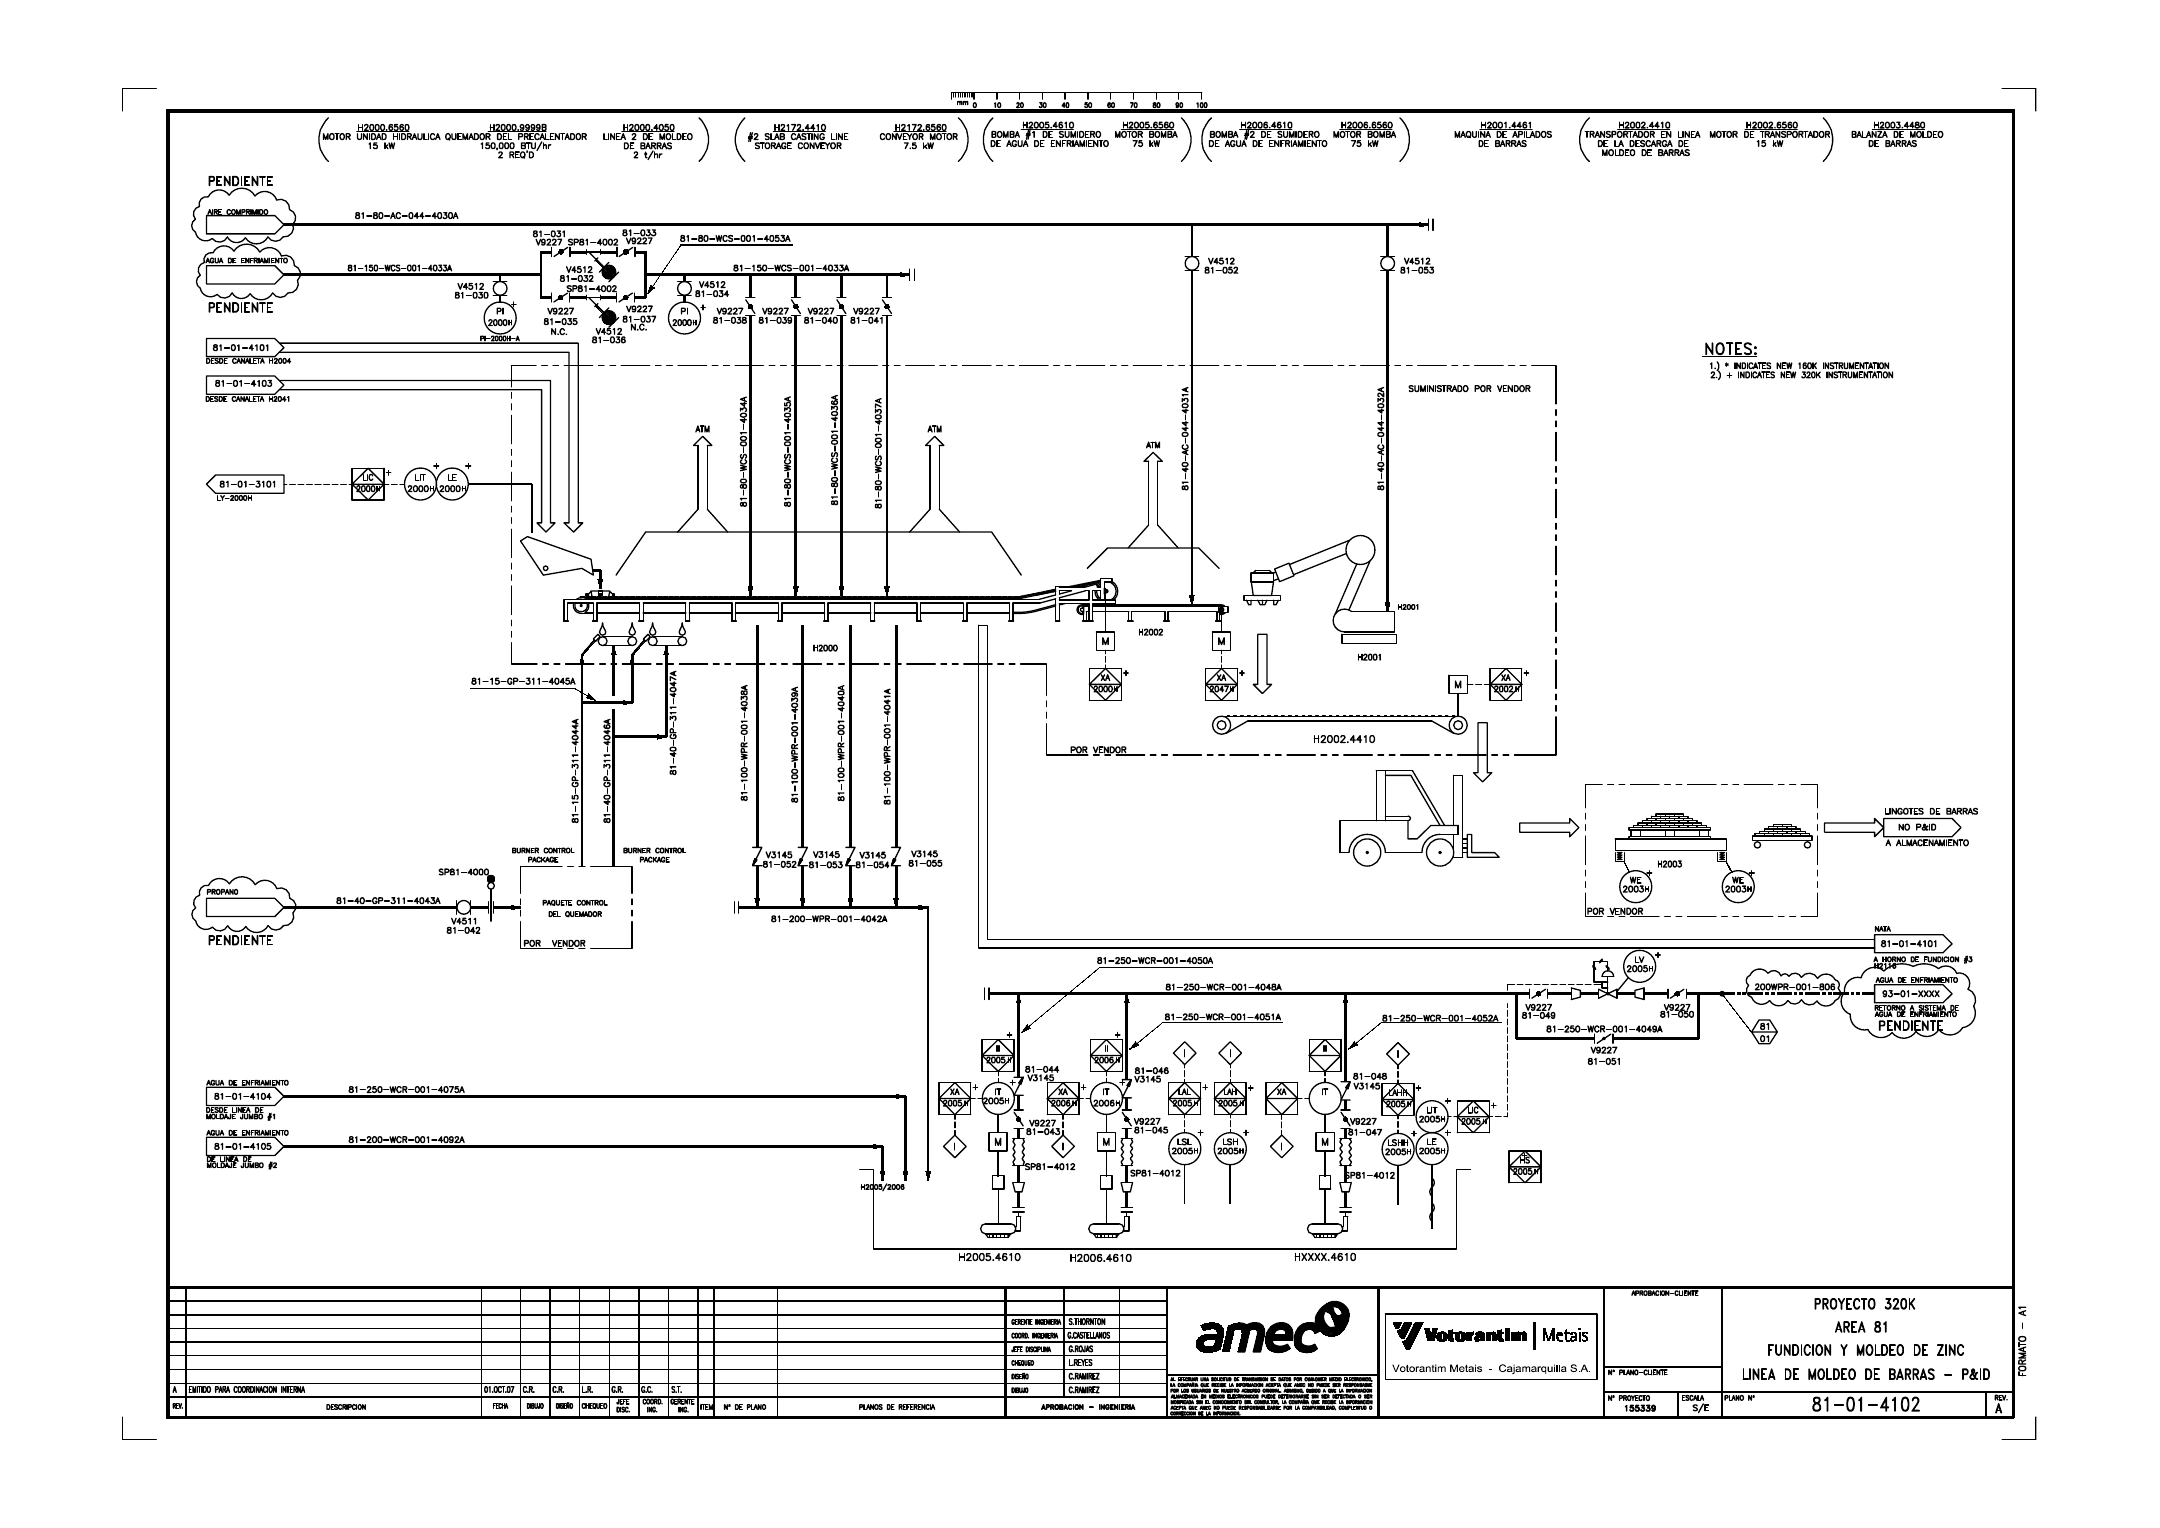 mm 0 10 20 30 40 50 60 70 80 90 100
H2000.6560
MOTOR UNIDAD HIDRAULICA
15 kW
H2000.9999B
QUEMADOR DEL PRECALENTADOR
150,000 BTU/hr
2 REQ'D
H2000.4050
LINEA 2 DE MOLDEO
DE BARRAS
2 t/hr
H2172.4410
#2 SLAB CASTING LINE
STORAGE CONVEYOR
H2172.6560
CONVEYOR MOTOR
7.5 kW
H2005.4610
BOMBA #1 DE SUMIDERO
DE AGUA DE ENFRIAMIENTO
H2005.6560
MOTOR BOMBA
75 kW
H2006.4610
BOMBA #2 DE SUMIDERO
DE AGUA DE ENFRIAMIENTO
H2006.6560
MOTOR BOMBA
75 kW
H2001.4461
MAQUINA DE APILADOS
DE BARRAS
H2002.4410
TRANSPORTADOR EN LINEA
DE LA DESCARGA DE
MOLDEO DE BARRAS
H2002.6560
MOTOR DE TRANSPORTADOR
15 kW
H2003.4480
BALANZA DE MOLDEO
DE BARRAS
PENDIENTE
AIRE COMPRIMIDO
81-80-AC-044-4030A
AGUA DE ENFRIAMIENTO
PENDIENTE
81-150-WCS-001-4033A
V4512
81-030
PI
2000H
+
PI-2000H-A
81-031
V9227
SP81-4002
81-033
V9227
V4512
81-032
SP81-4002
V9227
81-035
N.C.
V4512
81-036
V9227
81-037
N.C.
81-80-WCS-001-4053A
81-150-WCS-001-4033A
V4512
81-034
PI
2000H
+
V9227
81-038
V9227
81-039
V9227
81-040
V9227
81-041
V4512
81-052
V4512
81-053
NOTES:
1.) * INDICATES NEW 160K INSTRUMENTATION
2.) + INDICATES NEW 320K INSTRUMENTATION
81-01-4101
DESDE CANALETA H2004
81-01-4103
DESDE CANALETA H2041
SUMINISTRADO POR VENDOR
81-80-WCS-001-4034A
81-80-WCS-001-4035A
81-80-WCS-001-4036A
81-80-WCS-001-4037A
81-40-AC-044-4031A
81-40-AC-044-4032A
ATM
ATM
ATM
81-01-3101
LY-2000H
LIC
2000H
+
LIT
2000H
+
LE
2000H
+
H2001
H2001
H2002
H2000
M
M
M
XA
2000H
+
XA
2047H
+
XA
2002H
+
H2002.4410
POR VENDOR
81-15-GP-311-4045A
81-15-GP-311-4044A
81-40-GP-311-4046A
81-40-GP-311-4047A
81-100-WPR-001-4038A
81-100-WPR-001-4039A
81-100-WPR-001-4040A
81-100-WPR-001-4041A
V3145
81-052
V3145
81-053
V3145
81-054
V3145
81-055
81-200-WPR-001-4042A
BURNER CONTROL
PACKAGE
BURNER CONTROL
PACKAGE
PAQUETE CONTROL
DEL QUEMADOR
POR VENDOR
SP81-4000
PROPANO
PENDIENTE
81-40-GP-311-4043A
V4511
81-042
H2003
WE
2003H
+
WE
2003H
+
POR VENDOR
LINGOTES DE BARRAS
NO P&ID
A ALMACENAMIENTO
NATA
81-01-4101
A HORNO DE FUNDICION #3
H2116
AGUA DE ENFRIAMIENTO
93-01-XXXX
RETORNO A SISTEMA DE
AGUA DE ENFRIAMIENTO
PENDIENTE
200WPR-001-806
81
01
LV
2005H
+
V9227
81-049
V9227
81-050
81-250-WCR-001-4049A
V9227
81-051
81-250-WCR-001-4050A
81-250-WCR-001-4048A
81-250-WCR-001-4051A
81-250-WCR-001-4052A
AGUA DE ENFRIAMIENTO
81-01-4104
DESDE LINEA DE
MOLDAJE JUMBO #1
81-250-WCR-001-4075A
AGUA DE ENFRIAMIENTO
81-01-4105
DE LINEA DE
MOLDAJE JUMBO #2
81-200-WCR-001-4092A
H2005/2006
II
2005H
+
XA
2005H
+
IT
2005H
I
M
81-044
V3145
V9227
81-043
SP81-4012
H2005.4610
II
2006H
+
XA
2006H
+
IT
2006H
I
M
81-046
V3145
V9227
81-045
SP81-4012
H2006.4610
I
LAL
2005H
+
LSL
2005H
I
LAH
2005H
+
LSH
2005H
II
XA
+
IT
I
M
81-048
V3145
V9227
81-047
SP81-4012
HXXXX.4610
I
LAHH
2005H
+
LSHH
2005H
LIT
2005H
+
LE
2005H
LIC
2005H
+
HS
2005H
APROBACION-CLIENTE
N° PLANO-CLIENTE
PROYECTO 320K
AREA 81
FUNDICION Y MOLDEO DE ZINC
LINEA DE MOLDEO DE BARRAS - P&ID
N° PROYECTO
155339
ESCALA
S/E
PLANO N°
81-01-4102
REV.
A
FORMATO - A1
amec
Votorantim | Metais
Votorantim Metais - Cajamarquilla S.A.
GERENTE INGENIERIA S.THORNTON
COORD. INGENIERIA G.CASTELLANOS
JEFE DISCIPLINA G.ROJAS
CHEQUEO L.REYES
DISEÑO C.RAMIREZ
DIBUJO C.RAMIREZ
APROBACION - INGENIERIA
A EMITIDO PARA COORDINACION INTERNA 01.OCT.07 C.R. C.R. L.R. G.R. G.C. S.T.
REV. DESCRIPCION FECHA DIBUJO DISEÑO CHEQUEO JEFE DISC. COORD. ING. GERENTE ING. ITEM N° DE PLANO PLANOS DE REFERENCIA